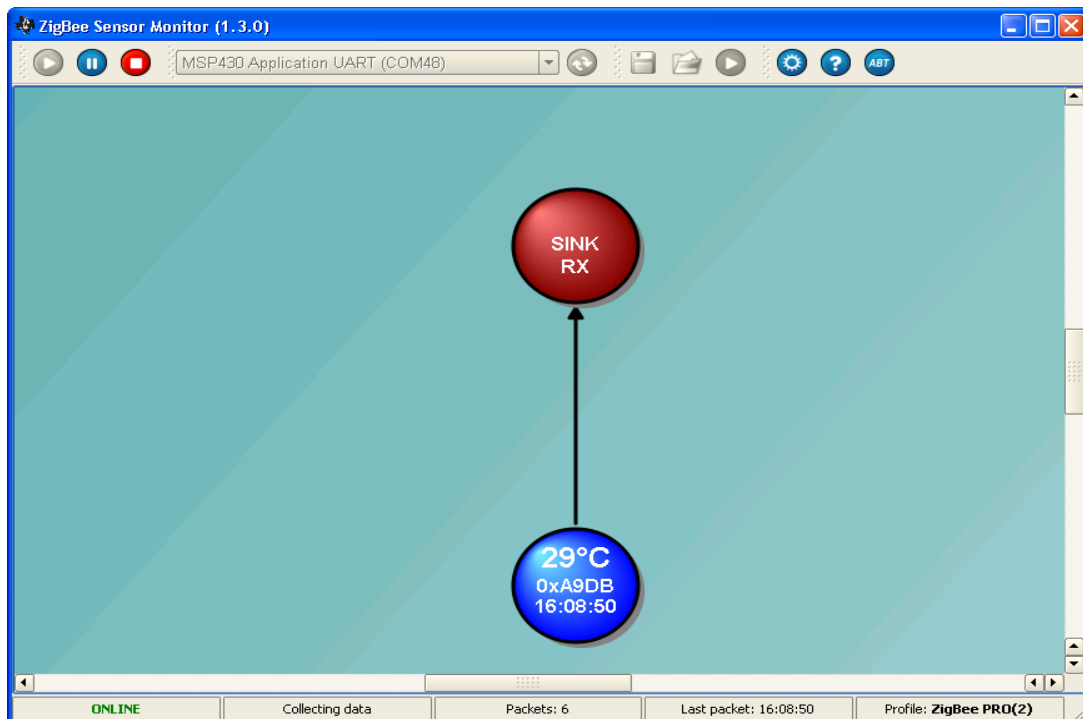 ZigBee Sensor Monitor (1.3.0)
MSP430 Application UART (COM48)
?
ABT
SINK
RX
29°C
0xA9DB
16:08:50
ONLINE
Collecting data
Packets: 6
Last packet: 16:08:50
Profile: ZigBee PRO(2)